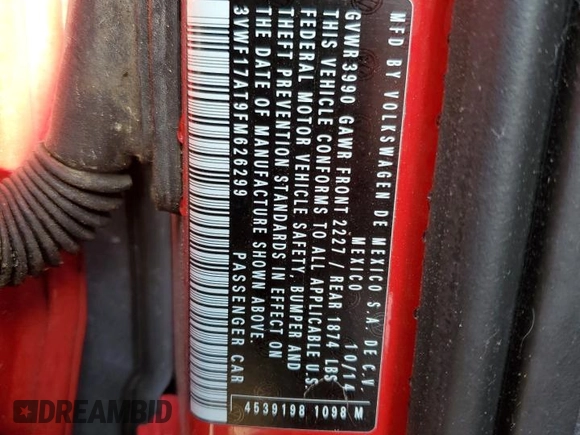 MFD BY VOLKSWAGEN DE MEXICO S.A. DE C.V
MEXICO 10/14
GVWR 3990 GAWR FRONT 2227 / REAR 1874 LBS
THIS VEHICLE CONFORMS TO ALL APPLICABLE U.S
FEDERAL MOTOR VEHICLE SAFETY, BUMPER AND
THEFT PREVENTION STANDARDS IN EFFECT ON
THE DATE OF MANUFACTURE SHOWN ABOVE.
3VWF17AT9FM626299 PASSENGER CAR
4539198 1098 M
DREAMBID